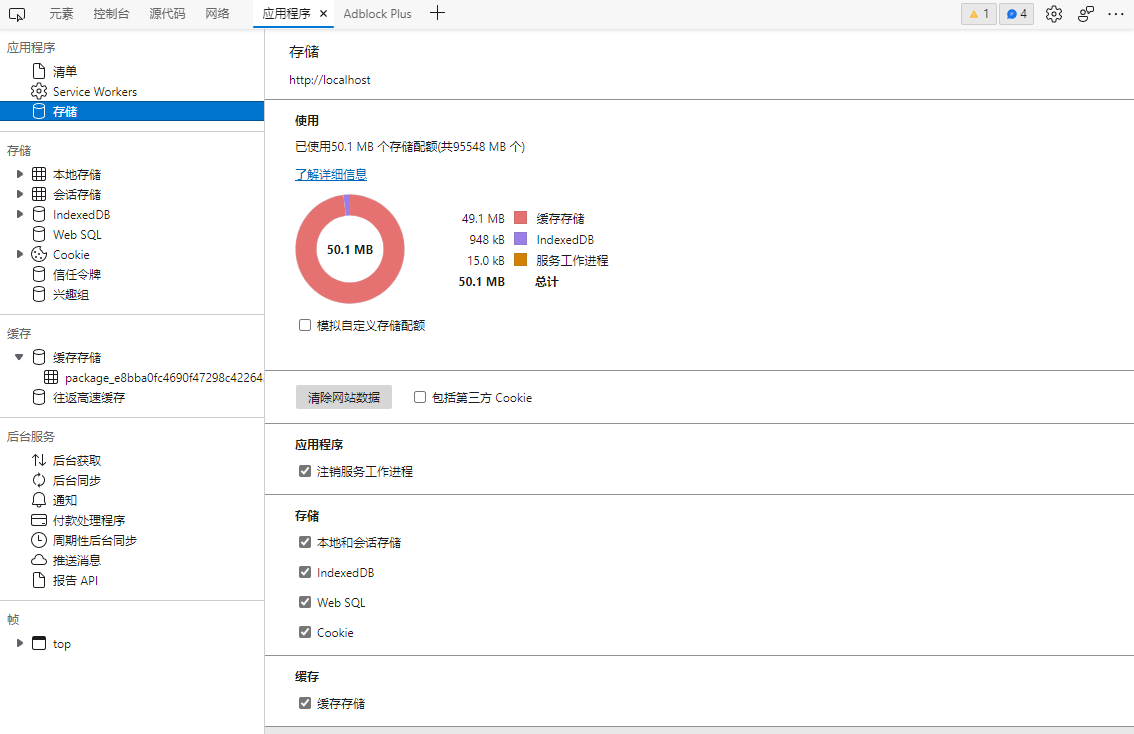 元素 控制台 源代码 网络 应用程序 Adblock Plus 1 4
应用程序
清单
Service Workers
存储
存储
本地存储
会话存储
IndexedDB
Web SQL
Cookie
信任令牌
兴趣组
缓存
缓存存储
package_e8bba0fc4690f47298c42264
往返高速缓存
后台服务
后台获取
后台同步
通知
付款处理程序
周期性后台同步
推送消息
报告 API
帧
top
存储
http://localhost
使用
已使用50.1 MB 个存储配额(共95548 MB 个)
了解详细信息
50.1 MB
49.1 MB 缓存存储
948 kB IndexedDB
15.0 kB 服务工作进程
50.1 MB 总计
模拟自定义存储配额
清除网站数据 包括第三方 Cookie
应用程序
注销服务工作进程
存储
本地和会话存储
IndexedDB
Web SQL
Cookie
缓存
缓存存储